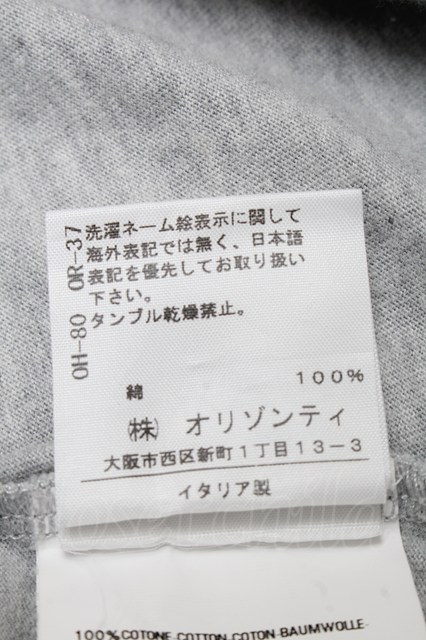 洗濯ネーム絵表示に関して
海外表記では無く、日本語
表記を優先してお取り扱い
下さい。
タンブル乾燥禁止。
OH-80 OR-37
綿 100%
㈱ オリゾンティ
大阪市西区新町1丁目13-3
イタリア製
100%COTONE COTTON COTON BAUMWOLLE